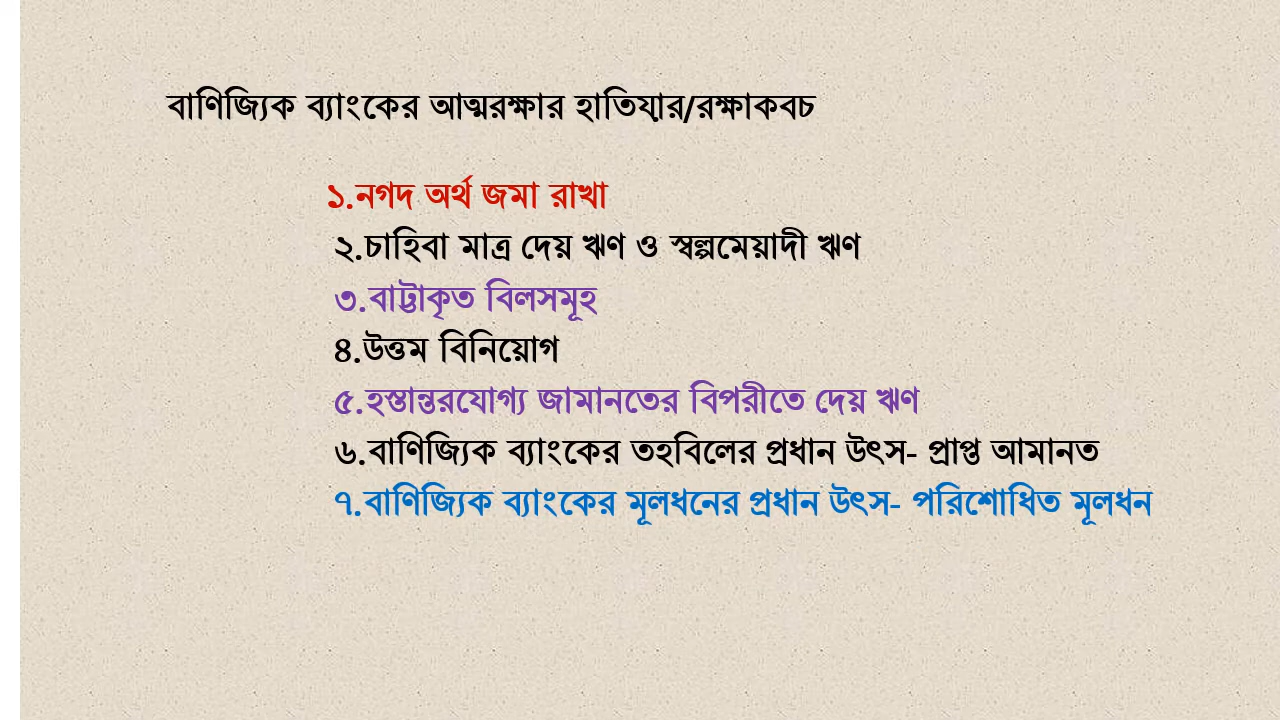 বাণিজ্যিক ব্যাংকের আত্মরক্ষার হাতিয়ার/রক্ষাকবচ
১.নগদ অর্থ জমা রাখা
২.চাহিবা মাত্র দেয় ঋণ ও স্বল্পমেয়াদী ঋণ
৩.বাট্টাকৃত বিলসমূহ
৪.উত্তম বিনিয়োগ
৫.হস্তান্তরযোগ্য জামানতের বিপরীতে দেয় ঋণ
৬.বাণিজ্যিক ব্যাংকের তহবিলের প্রধান উৎস- প্রাপ্ত আমানত
৭.বাণিজ্যিক ব্যাংকের মূলধনের প্রধান উৎস- পরিশোধিত মূলধন